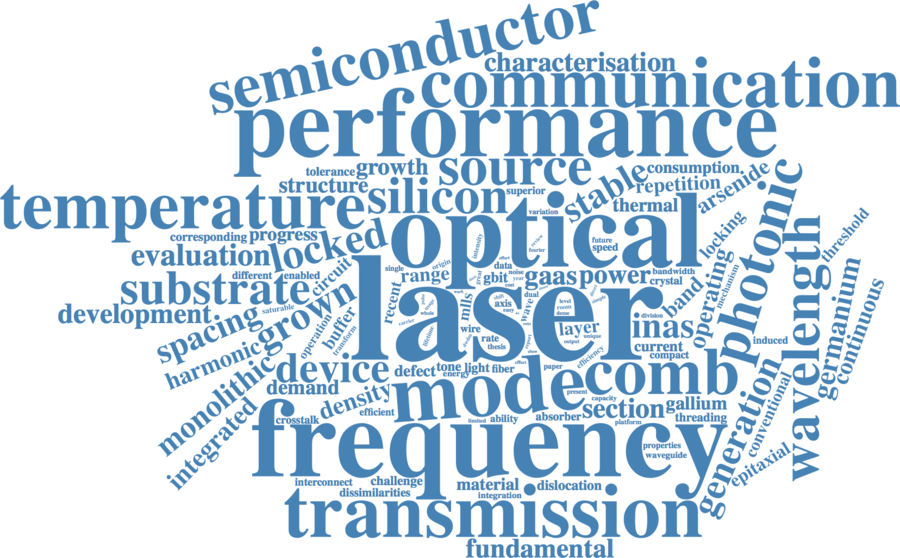 semiconductor
characterisation
communication
performance
tolerance
growth
source
stable
consumption
repetition
arsenide
structure
silicon
superior
thermal
temperature
variation
optical
photonic
corresponding
progress
locked
locking
evaluation
future
speed
threshold
different
enabled
circuit
single
range
data
gbit
noise
gaas
power
bandwidth
crystal
mechanism
operating
wavelength
substrate
saturable
recent
laser
mlls
axis
dual
wave
band
germanium
continuous
development
spacing
grown
operation
buffer
transform
wire
rate
thesis
layer
level
division
inas
induced
harmonic
current
compact
efficiency
output
unique
monolithic
device
defect
tone
light
energy
fiber
effect
paper
mode
comb
demand
density
efficient
present
capacity
section
gallium
conventional
integrated
crosstalk
limited
ability
absorber
platform
threading
generation
frequency
properties
waveguide
epitaxial
interconnect
challenge
dissimilarities
material
integration
dislocation
transmission
fundamental